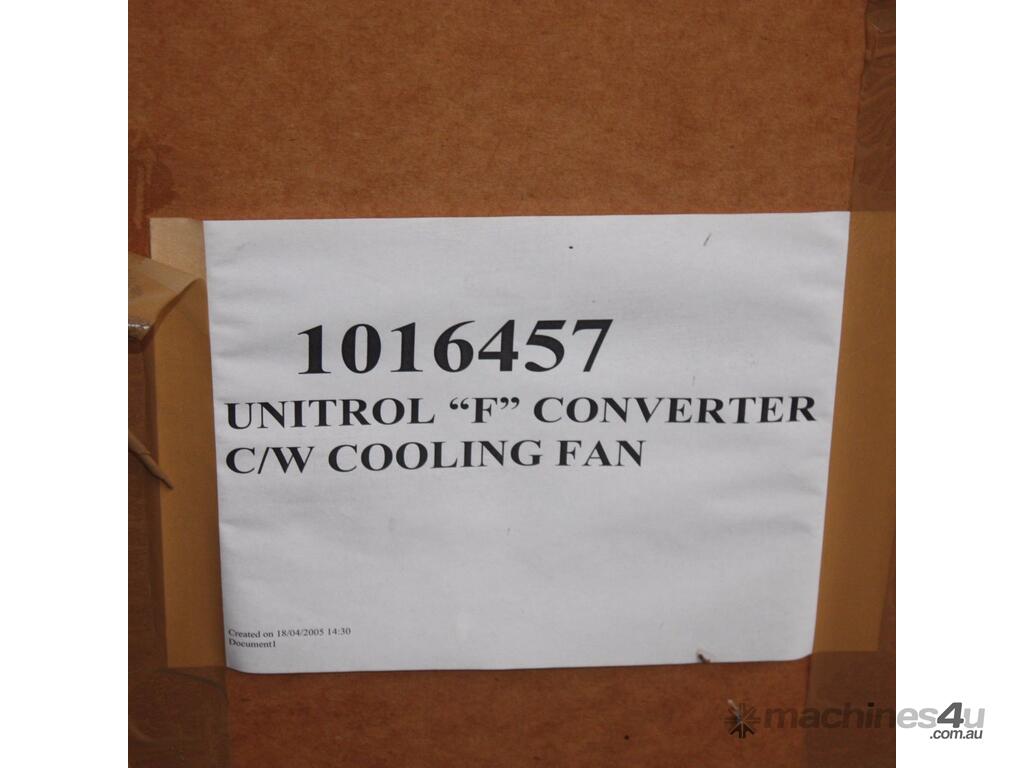 1016457
UNITROL “F” CONVERTER
C/W COOLING FAN
Created on 18/04/2005 14:30
Document1
machines4u
.com.au